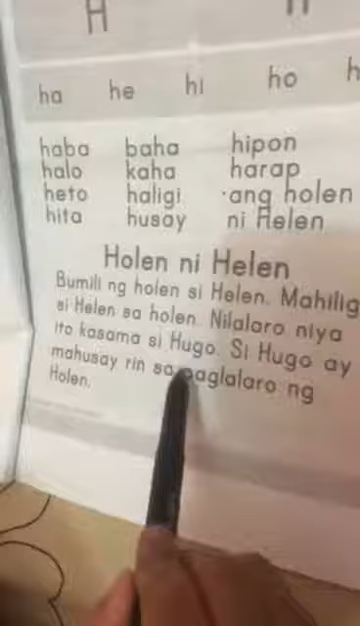 H H
ha he hi ho h
haba baha hipon
halo kaha harap
heto haligi ang holen
hita husay ni Helen
Holen ni Helen
Bumili ng holen si Helen. Mahilig
si Helen sa holen. Nilalaro niya
ito kasama si Hugo. Si Hugo ay
mahusay rin sa paglalaro ng
Holen.